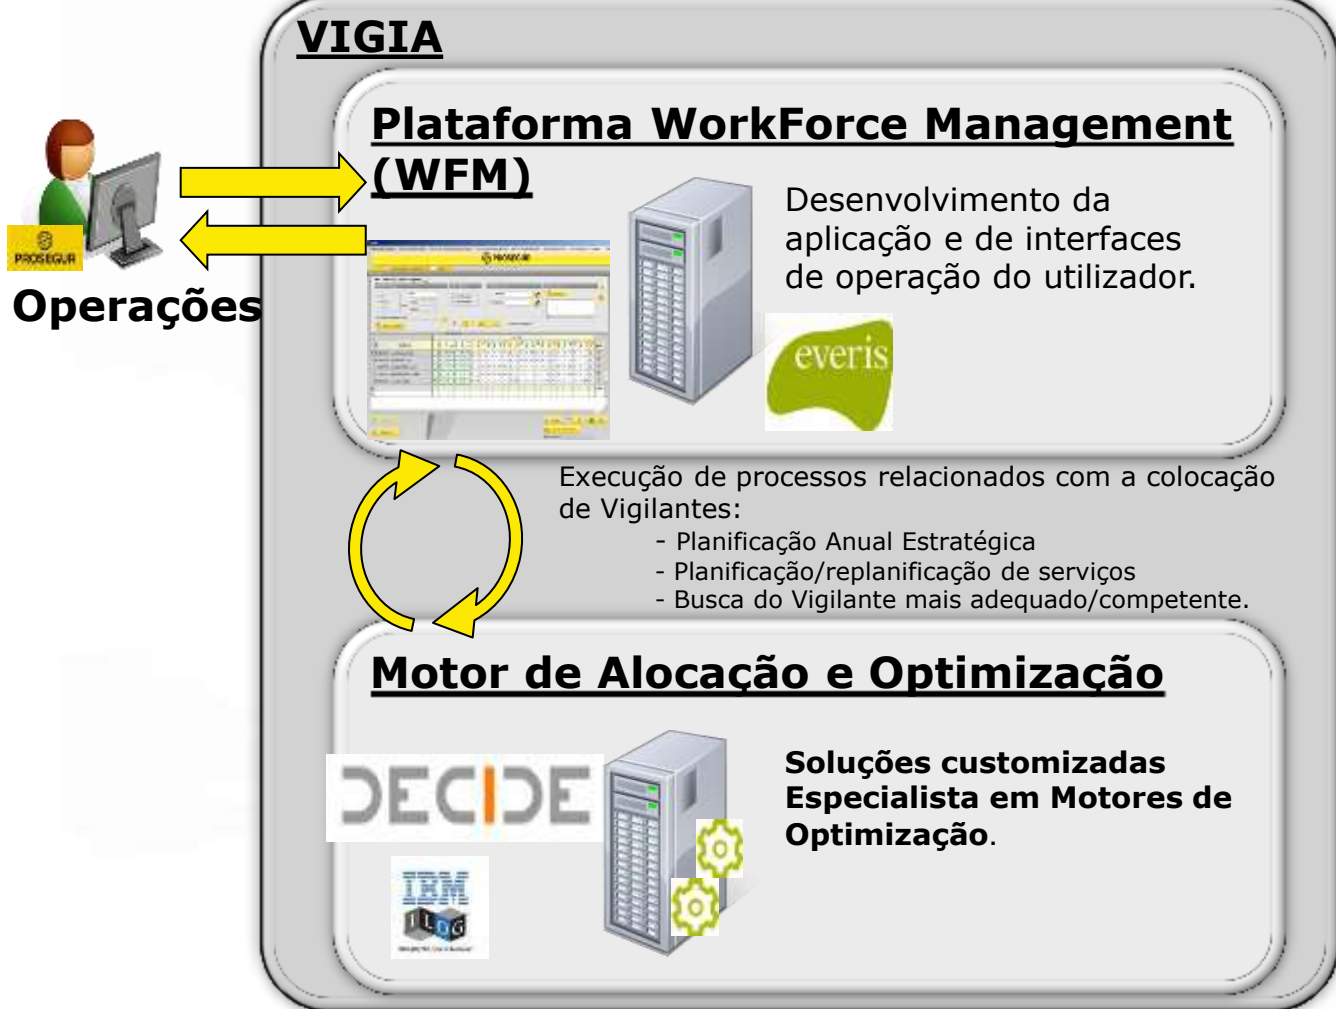 VIGIA
Plataforma WorkForce Management
(WFM)
Desenvolvimento da
aplicação e de interfaces
de operação do utilizador.
PROSEGUR
Operações
PROSEGUR
everis
Execução de processos relacionados com a colocação
de Vigilantes:
- Planificação Anual Estratégica
- Planificação/replanificação de serviços
- Busca do Vigilante mais adequado/competente.
Motor de Alocação e Optimização
DECIDE
Soluções customizadas
Especialista em Motores de
Optimização.
IBM
ILOG